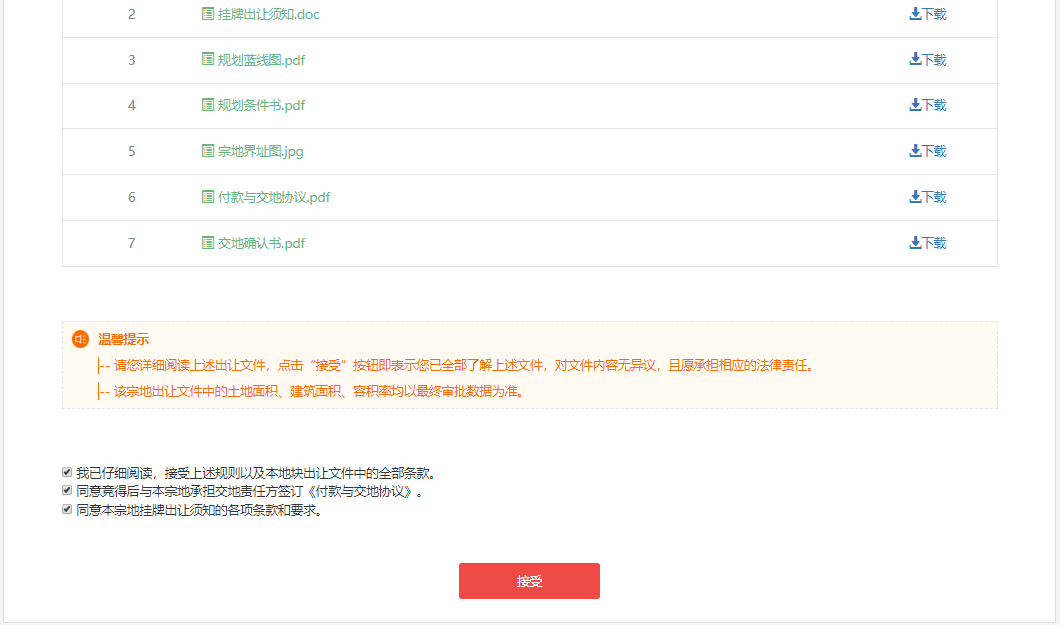 2 挂牌出让须知.doc 下载
3 规划蓝线图.pdf 下载
4 规划条件书.pdf 下载
5 宗地界址图.jpg 下载
6 付款与交地协议.pdf 下载
7 交地确认书.pdf 下载
温馨提示
|-- 请您详细阅读上述出让文件，点击“接受”按钮即表示您已全部了解上述文件，对文件内容无异议，且愿承担相应的法律责任。
|-- 该宗地出让文件中的土地面积、建筑面积、容积率均以最终审批数据为准。
我已仔细阅读，接受上述规则以及本地块出让文件中的全部条款。
同意竞得后与本宗地承担交地责任方签订《付款与交地协议》。
同意本宗地挂牌出让须知的各项条款和要求。
接受